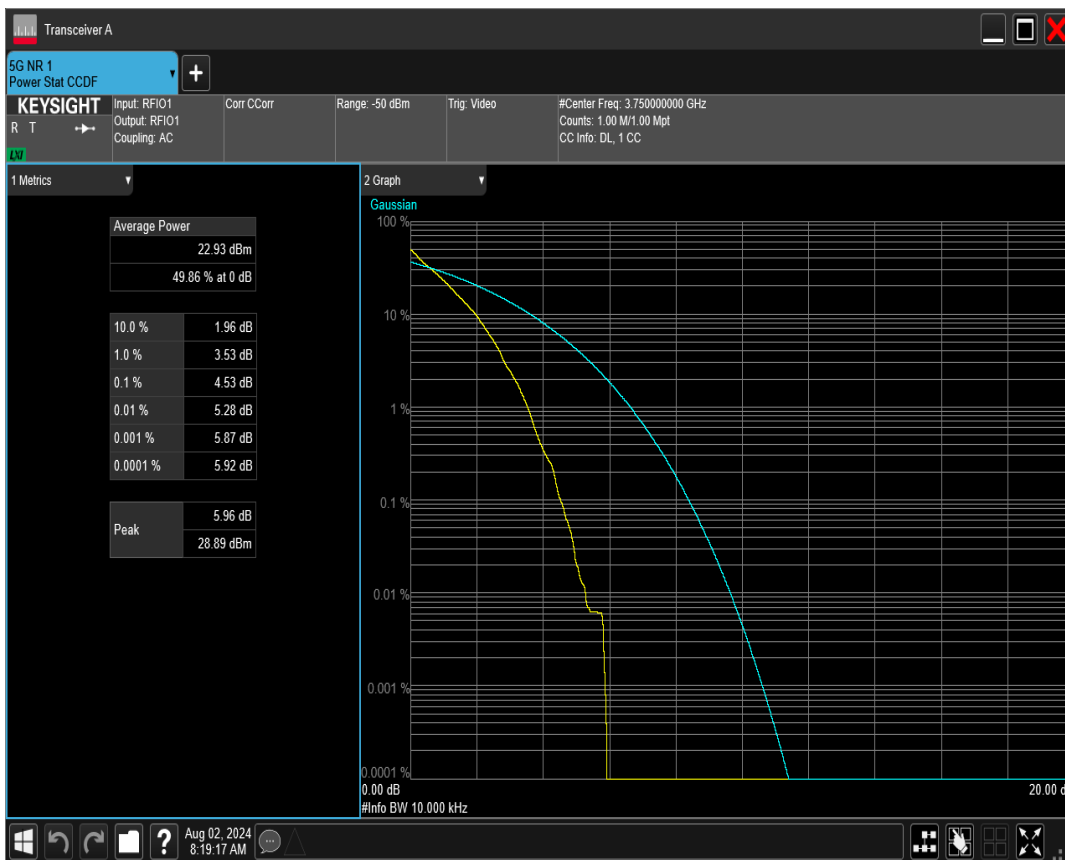 Transceiver A
5G NR 1
Power Stat CCDF
KEYSIGHT
R T
LXI
Input: RFIO1
Output: RFIO1
Coupling: AC
Corr CCorr
Range: -50 dBm
Trig: Video
#Center Freq: 3.750000000 GHz
Counts: 1.00 M/1.00 Mpt
CC Info: DL, 1 CC
1 Metrics
Average Power
22.93 dBm
49.86 % at 0 dB
10.0 % 1.96 dB
1.0 % 3.53 dB
0.1 % 4.53 dB
0.01 % 5.28 dB
0.001 % 5.87 dB
0.0001 % 5.92 dB
Peak 5.96 dB
28.89 dBm
2 Graph
Gaussian
100 %
10 %
1 %
0.1 %
0.01 %
0.001 %
0.0001 %
0.00 dB 20.00 d
#Info BW 10.000 kHz
Aug 02, 2024
8:19:17 AM